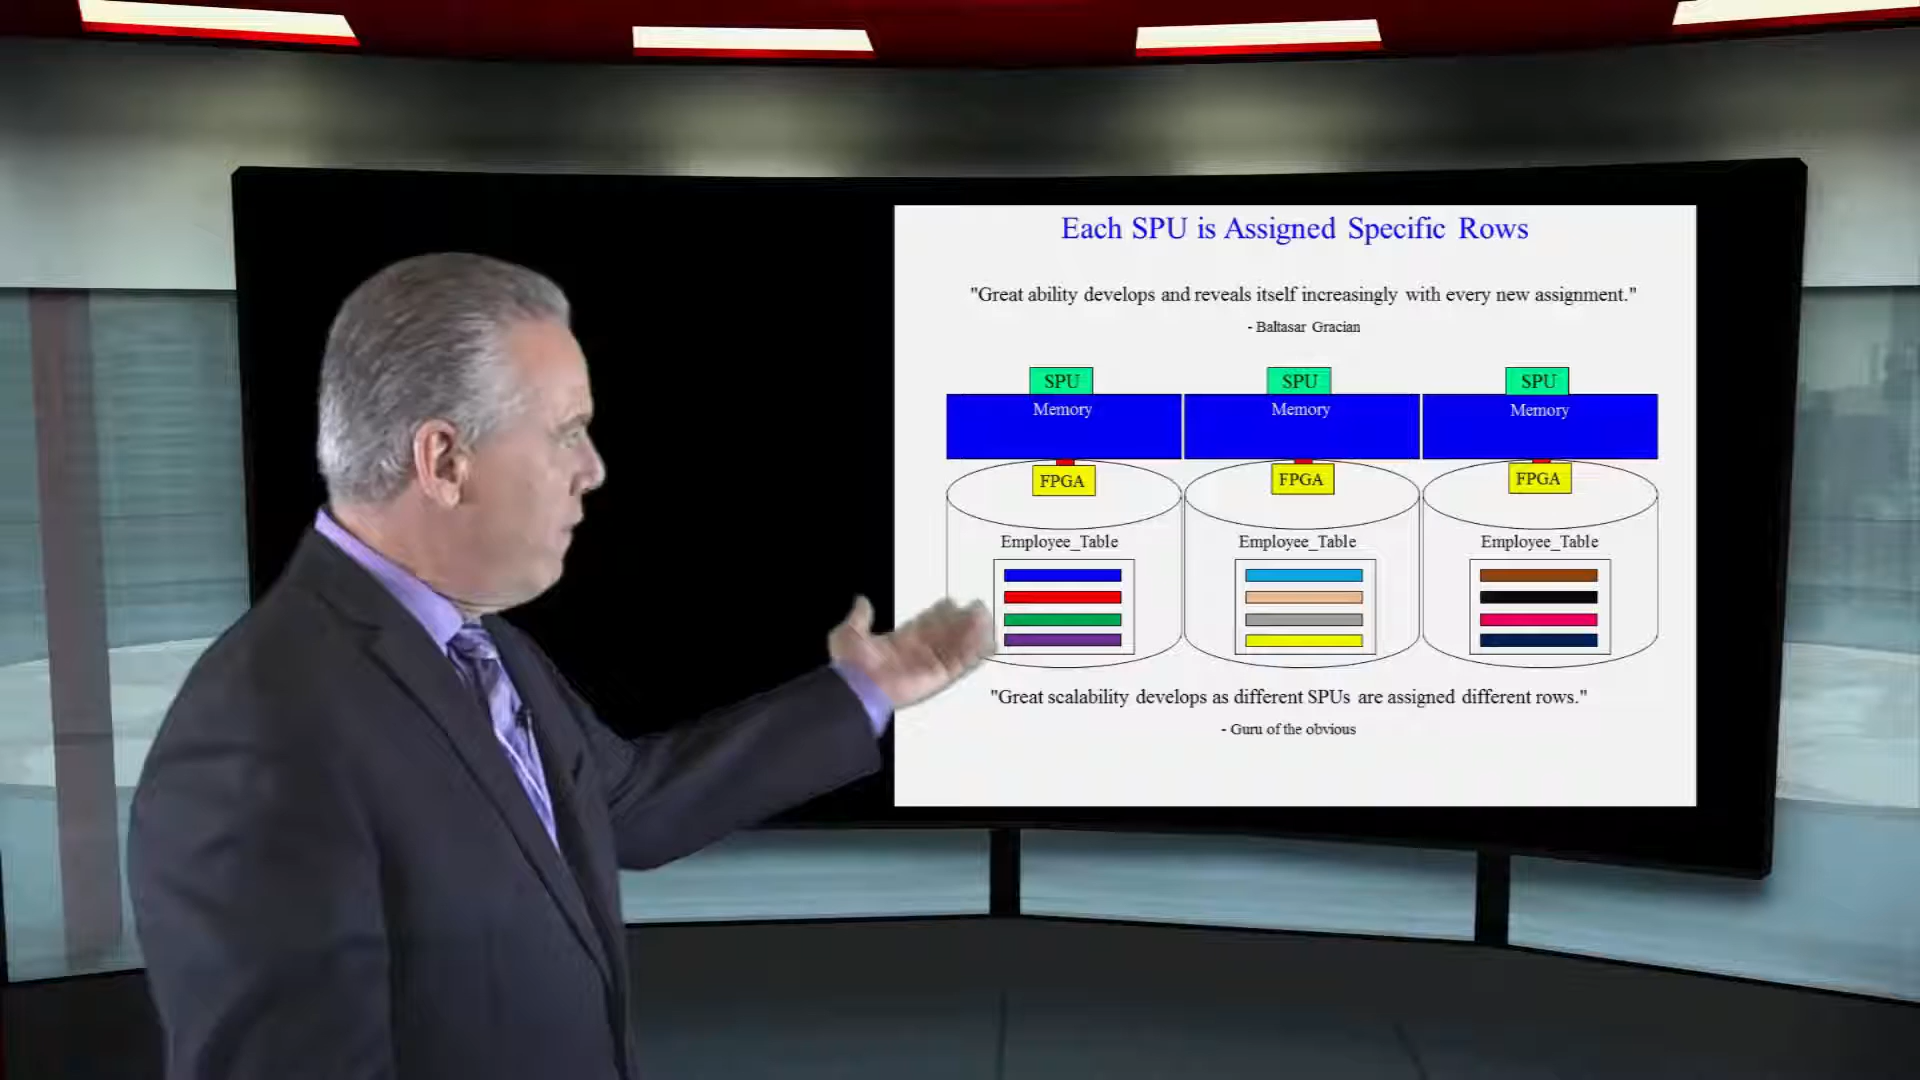 Each SPU is Assigned Specific Rows
"Great ability develops and reveals itself increasingly with every new assignment."
- Baltasar Gracian
SPU SPU SPU
Memory Memory Memory
FPGA FPGA FPGA
Employee_Table Employee_Table Employee_Table
"Great scalability develops as different SPUs are assigned different rows."
- Guru of the obvious